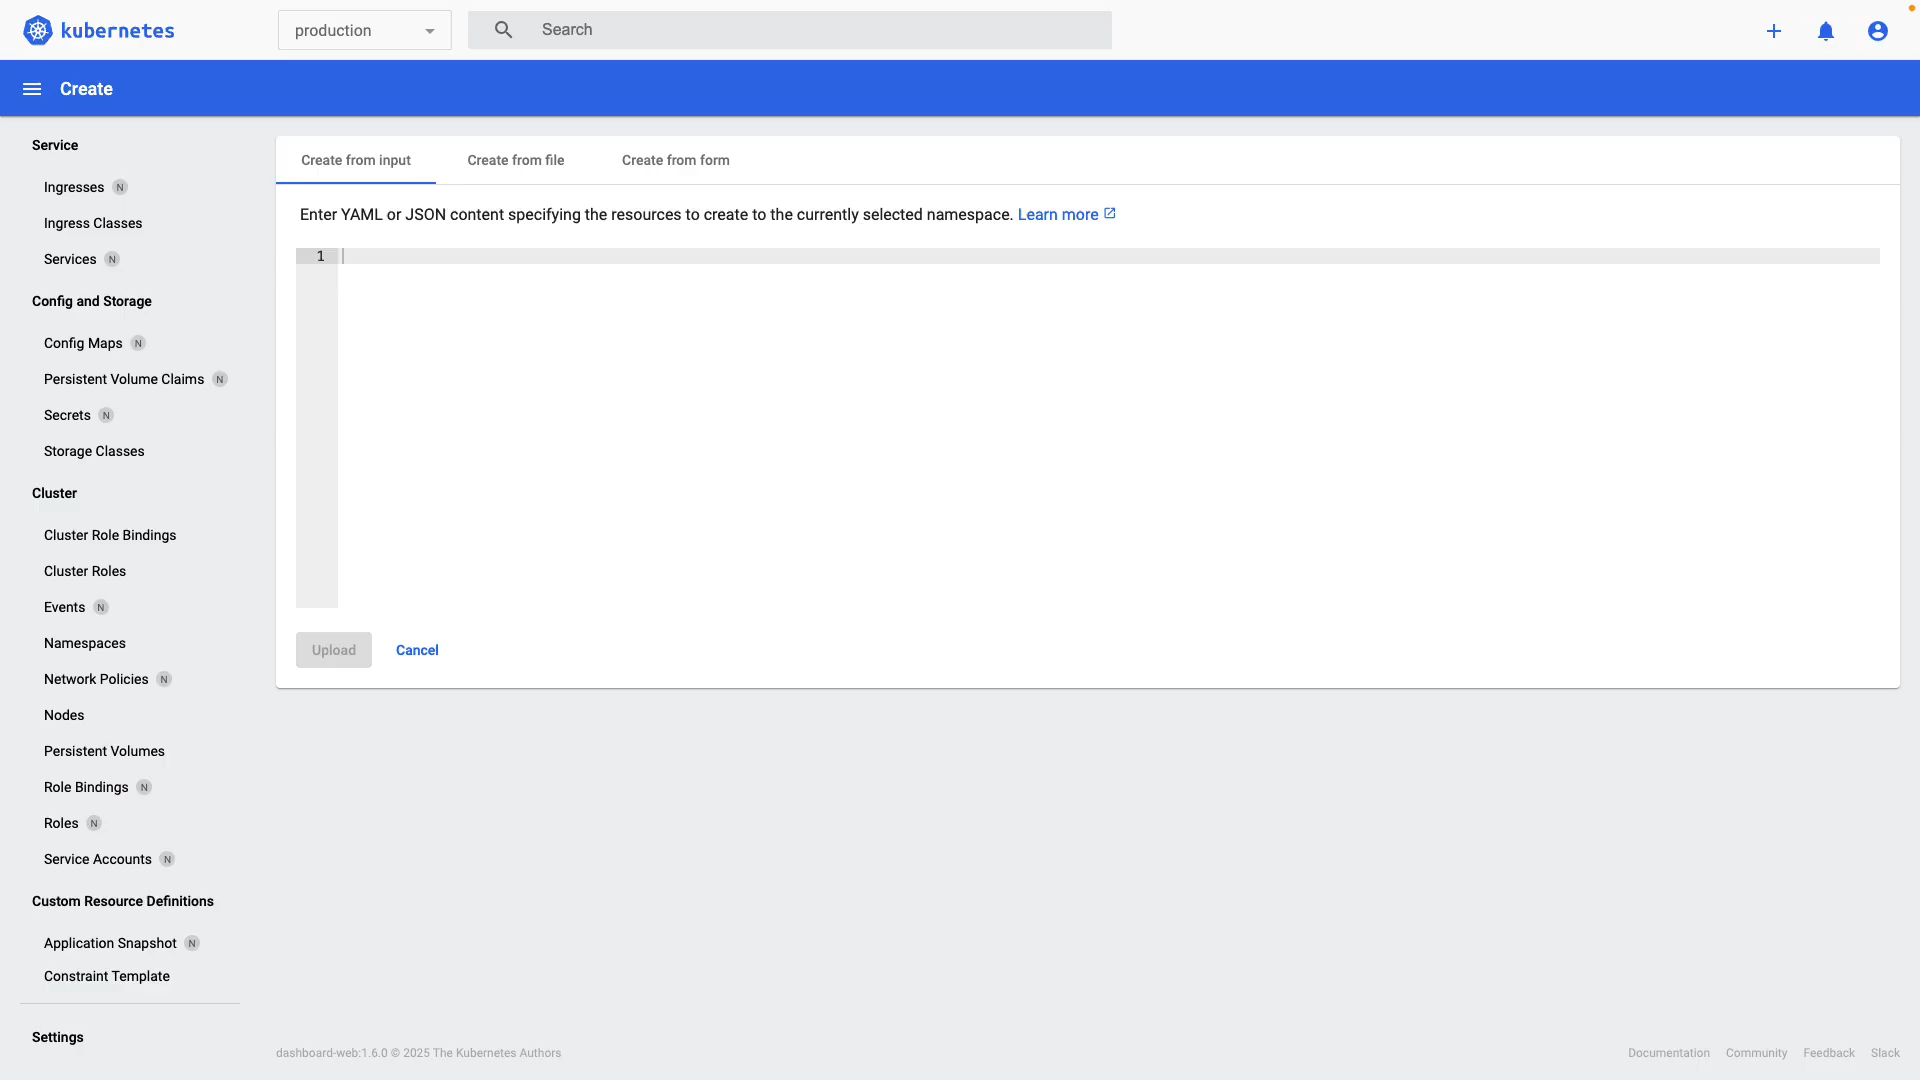 kubernetes
production
Search
Create
Service
Ingresses N
Ingress Classes
Services N
Config and Storage
Config Maps N
Persistent Volume Claims N
Secrets N
Storage Classes
Cluster
Cluster Role Bindings
Cluster Roles
Events N
Namespaces
Network Policies N
Nodes
Persistent Volumes
Role Bindings N
Roles N
Service Accounts N
Custom Resource Definitions
Application Snapshot N
Constraint Template
Settings
Create from input Create from file Create from form
Enter YAML or JSON content specifying the resources to create to the currently selected namespace. Learn more
1
Upload Cancel
dashboard-web:1.6.0 © 2025 The Kubernetes Authors
Documentation Community Feedback Slack